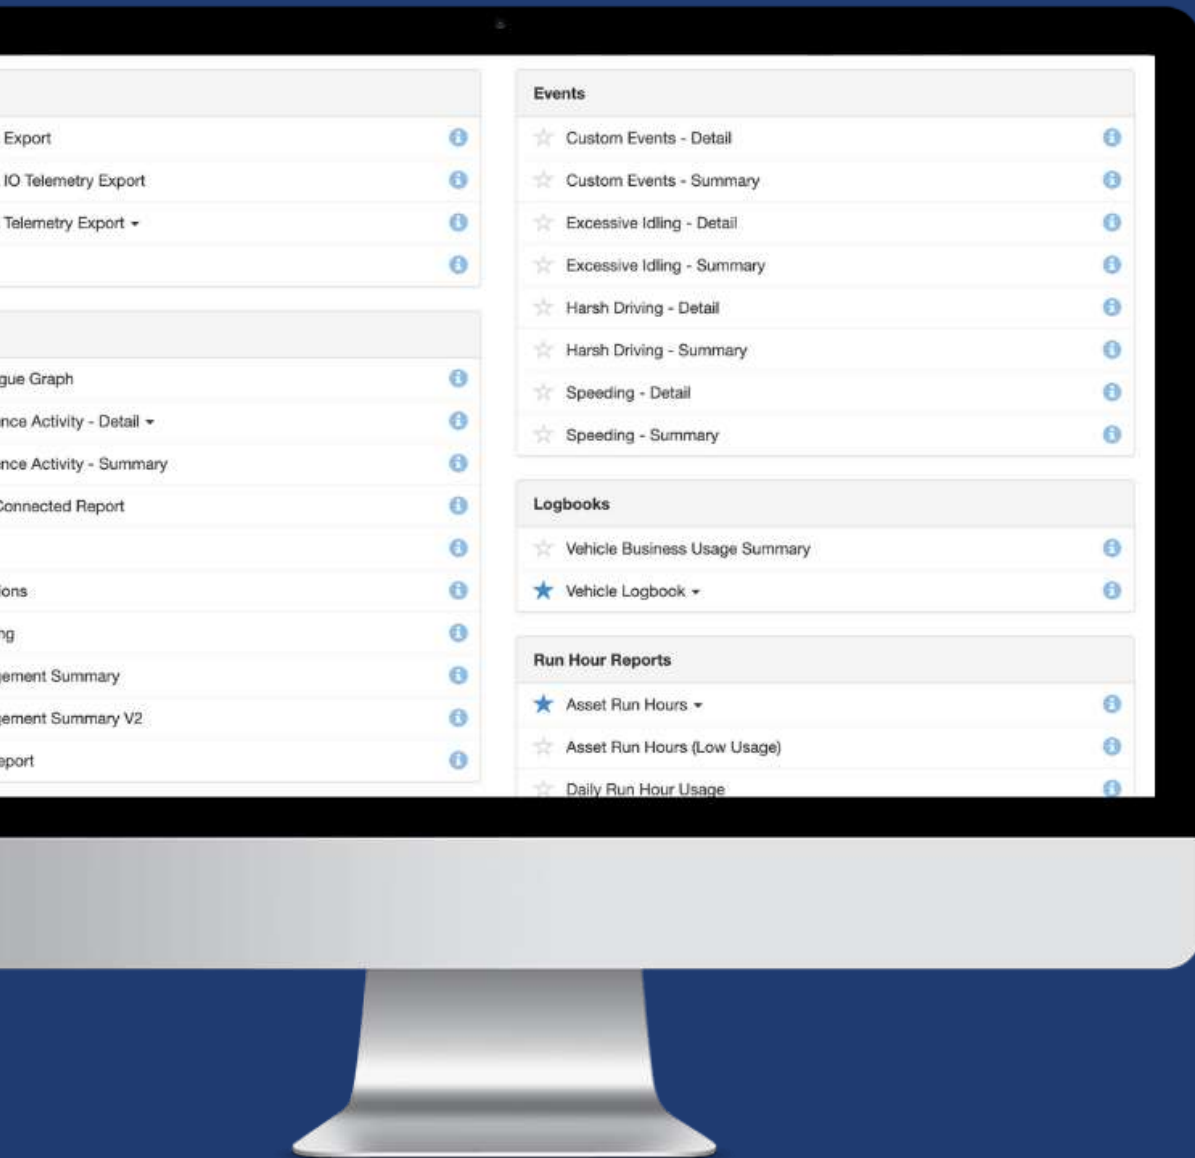 Export
IO Telemetry Export
Telemetry Export
gue Graph
nce Activity - Detail
nce Activity - Summary
Connected Report
ions
ng
ement Summary
ement Summary V2
eport
Events
Custom Events - Detail
Custom Events - Summary
Excessive Idling - Detail
Excessive Idling - Summary
Harsh Driving - Detail
Harsh Driving - Summary
Speeding - Detail
Speeding - Summary
Logbooks
Vehicle Business Usage Summary
Vehicle Logbook
Run Hour Reports
Asset Run Hours
Asset Run Hours (Low Usage)
Daily Run Hour Usage